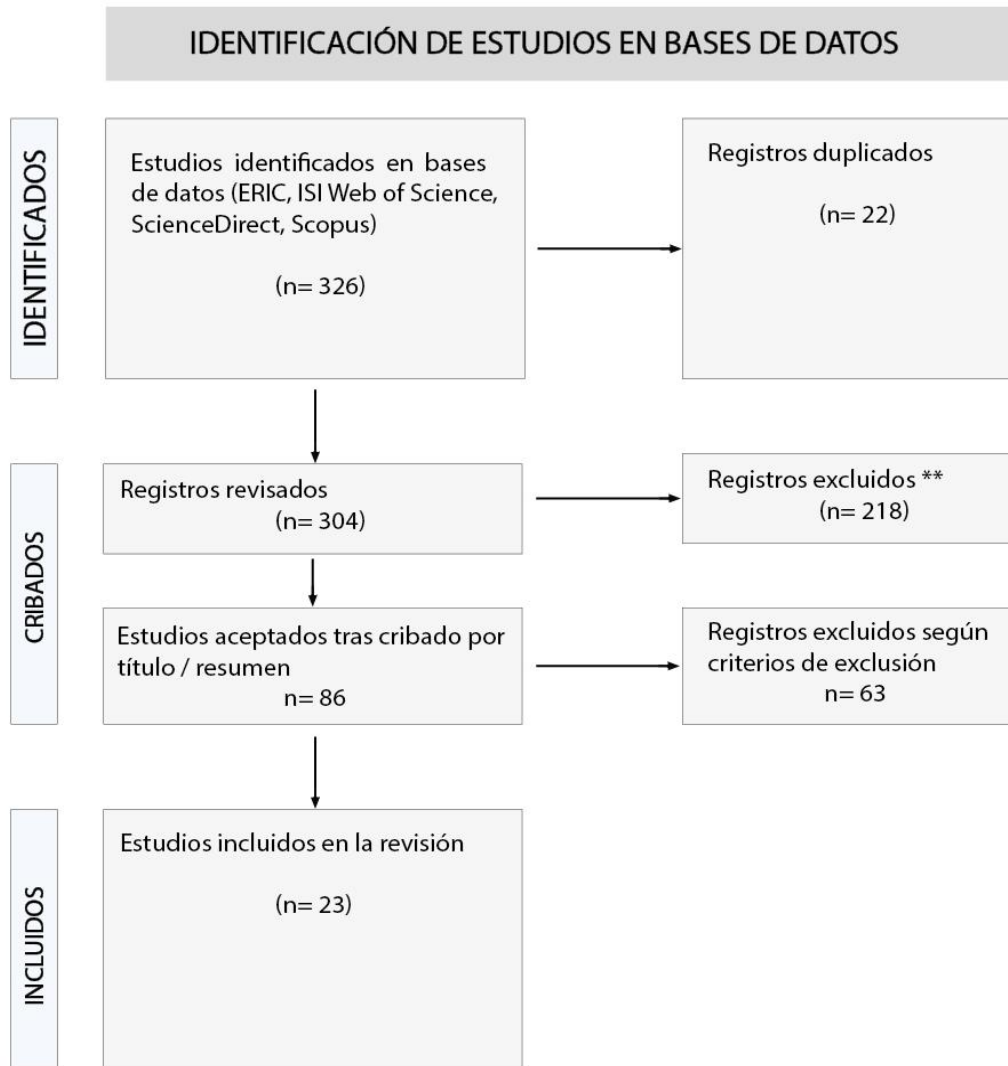 IDENTIFICACIÓN DE ESTUDIOS EN BASES DE DATOS
IDENTIFICADOS
Estudios identificados en bases
de datos (ERIC, ISI Web of Science,
ScienceDirect, Scopus)
(n= 326)
Registros duplicados
(n= 22)
CRIBADOS
Registros revisados
(n= 304)
Registros excluidos **
(n= 218)
Estudios aceptados tras cribado por
título / resumen
n= 86
Registros excluidos según
criterios de exclusión
n= 63
INCLUIDOS
Estudios incluidos en la revisión
(n= 23)